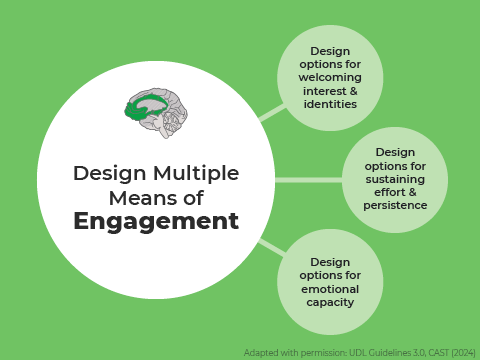 Design Multiple
Means of
Engagement
Design
options for
welcoming
interest &
identities
Design
options for
sustaining
effort &
persistence
Design
options for
emotional
capacity
Adapted with permission: UDL Guidelines 3.0, CAST (2024)